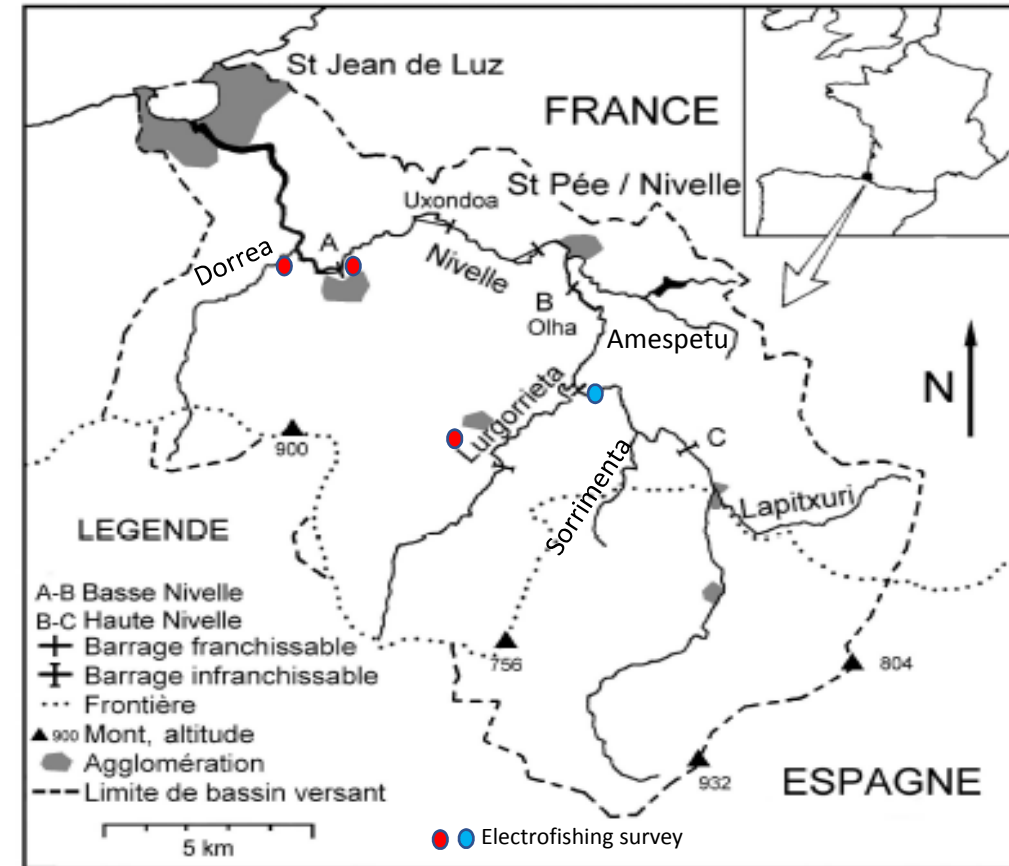 St Jean de Luz
FRANCE
St Pée / Nivelle
Uxondoa
A
Dorrea
Nivelle
B
Olha
Amespetu
N
Lurgorrieta
C
900
Sorrimenta
Lapitxuri
LEGENDE
A-B Basse Nivelle
B-C Haute Nivelle
Barrage franchissable
Barrage infranchissable
Frontière
900 Mont, altitude
Agglomération
Limite de bassin versant
5 km
756
804
932
ESPAGNE
Electrofishing survey